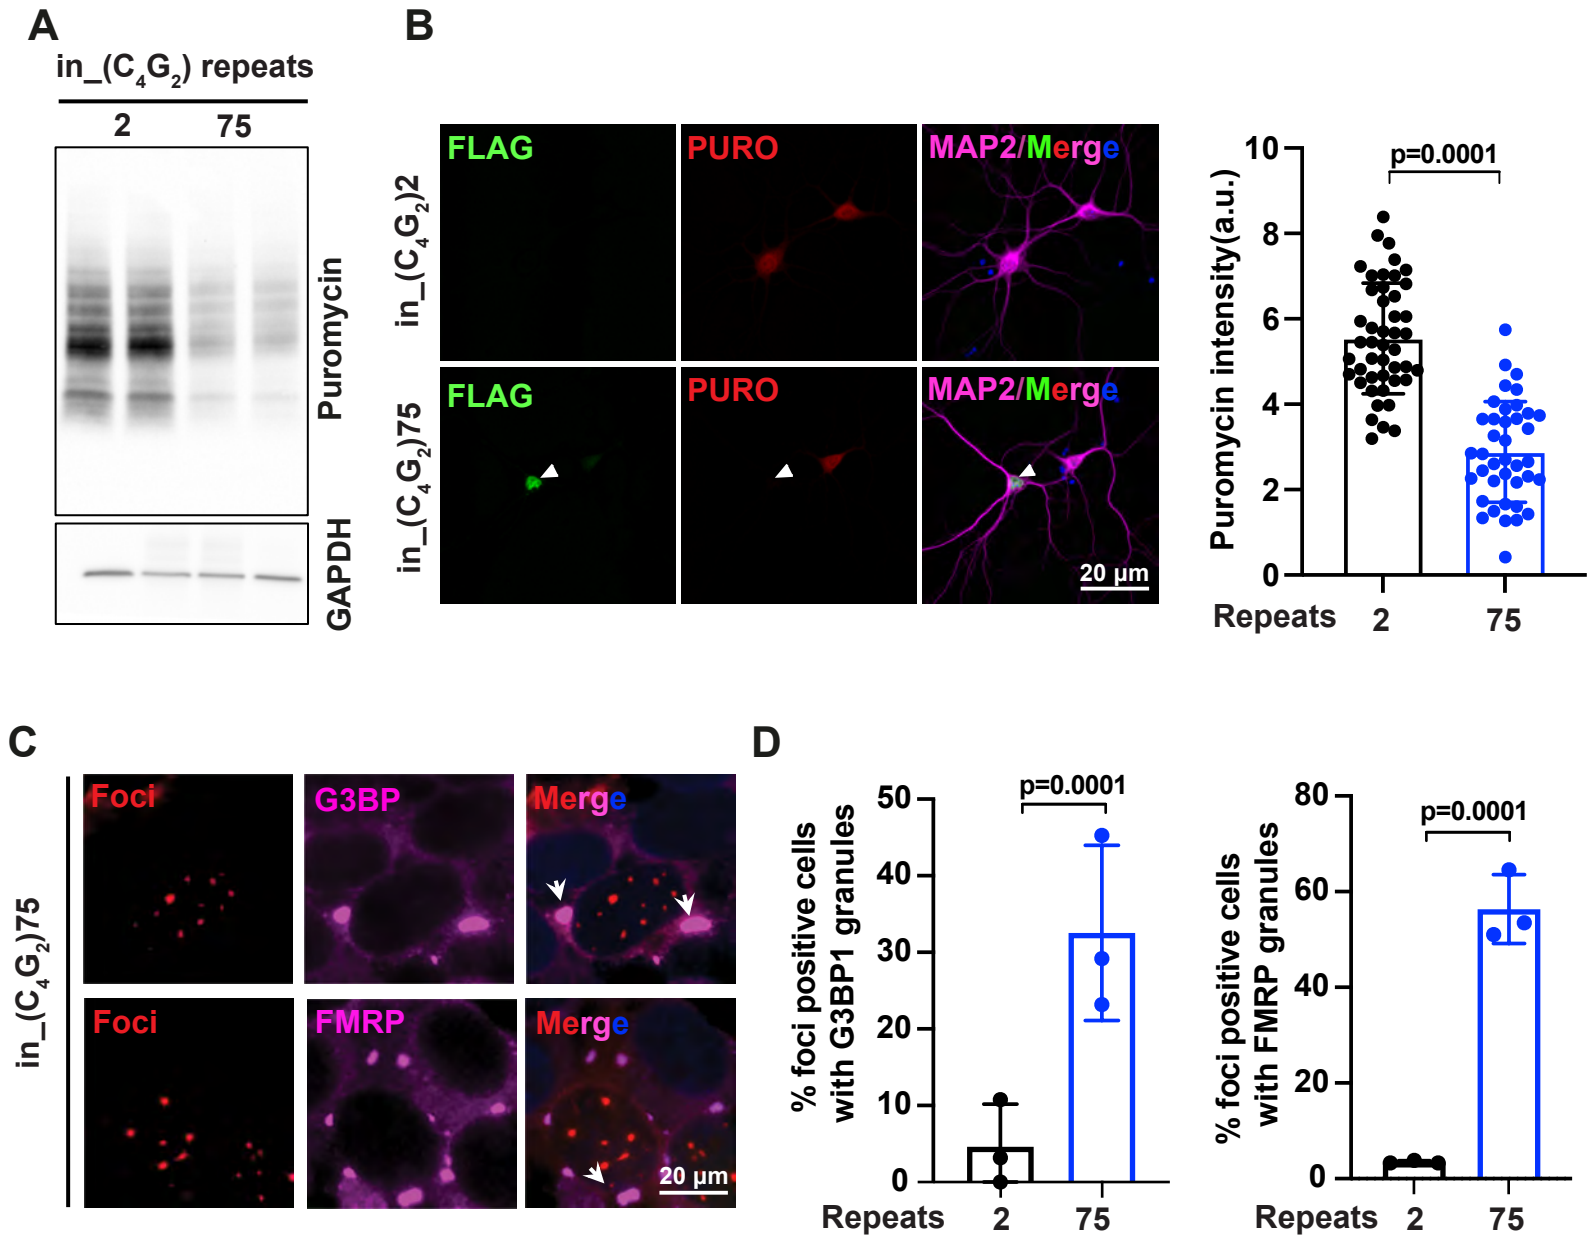 A
in_(C4G2) repeats
2 75
Puromycin
GAPDH
B
in_(C4G2)2
FLAG
PURO
MAP2/Merge
in_(C4G2)75
FLAG
PURO
MAP2/Merge
20 µm
Puromycin intensity(a.u.)
10
8
6
4
2
0
p=0.0001
Repeats 2 75
C
in_(C4G2)75
Foci
G3BP
Merge
Foci
FMRP
Merge
20 µm
D
% foci positive cells
with G3BP1 granules
50
40
30
20
10
0
p=0.0001
Repeats 2 75
% foci positive cells
with FMRP granules
80
60
40
20
0
p=0.0001
Repeats 2 75